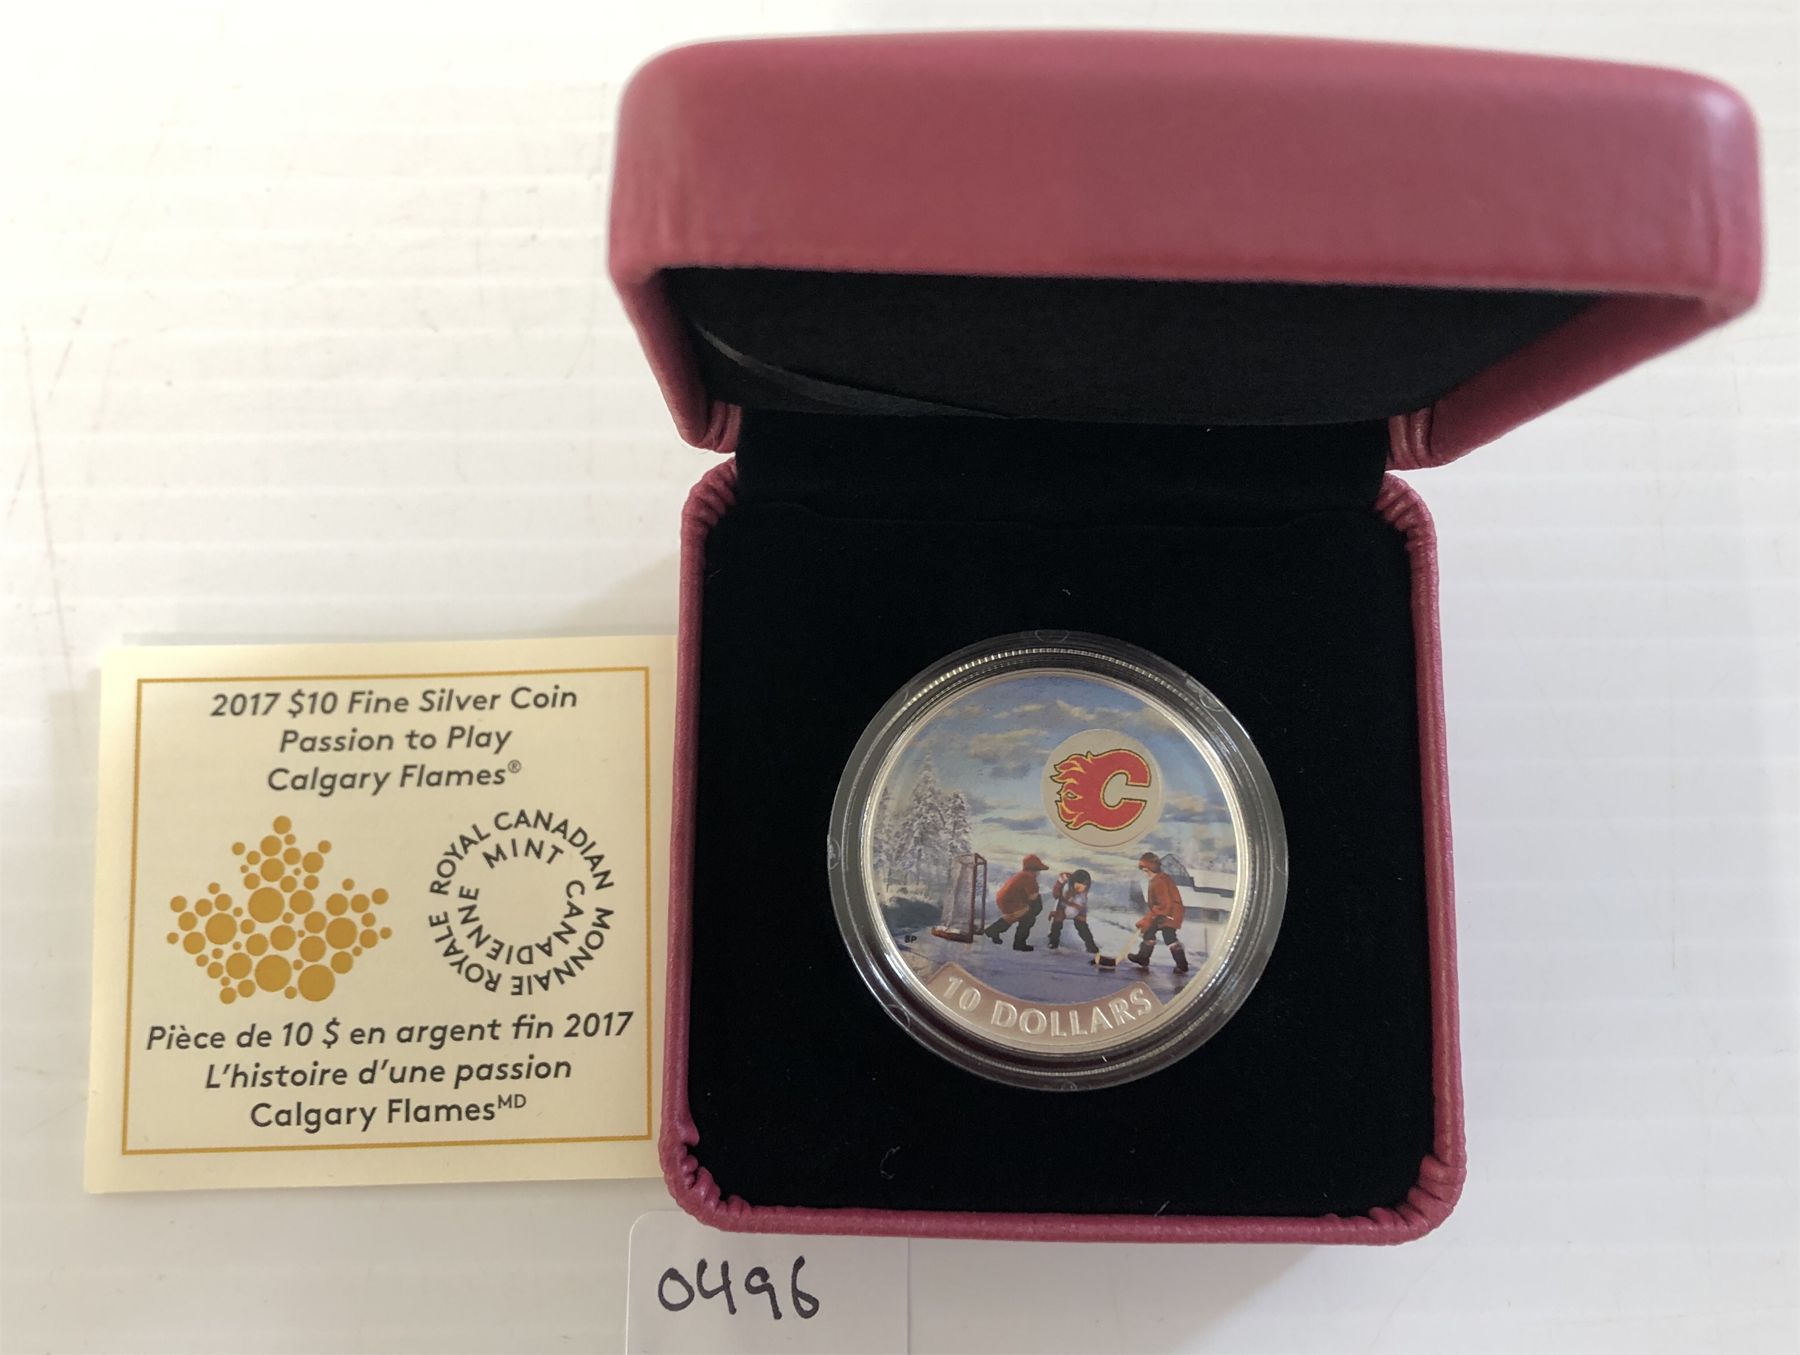 2017 $10 Fine Silver Coin
Passion to Play
Calgary Flames®
ROYAL CANADIAN MINT
MONNAIE ROYALE CANADIENNE
Pièce de 10 $ en argent fin 2017
L'histoire d'une passion
Calgary Flames MD
C
BP
10 DOLLARS
0496